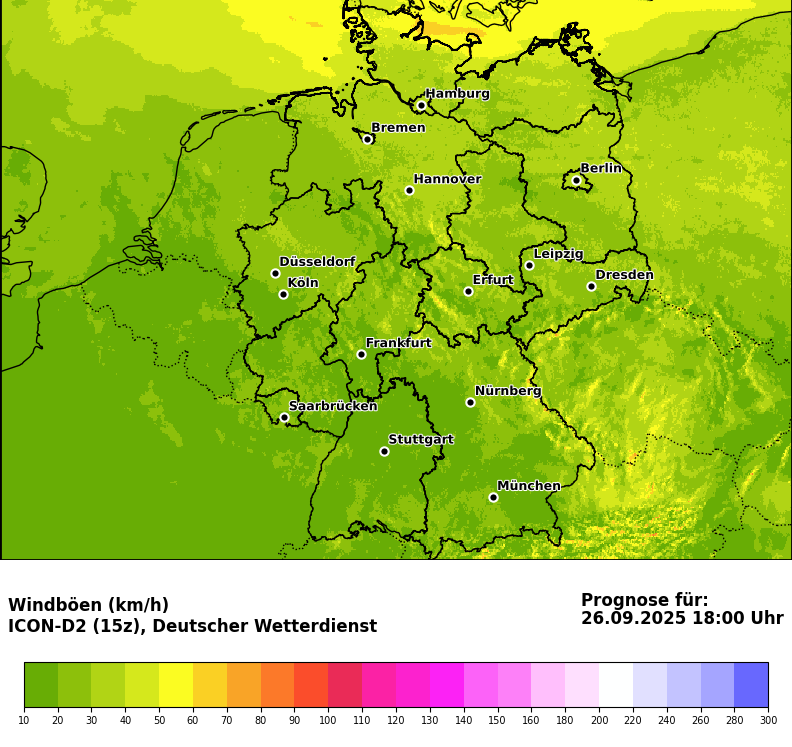 Hamburg
Bremen
Berlin
Hannover
Leipzig
Düsseldorf
Dresden
Erfurt
Köln
Frankfurt
Nürnberg
Saarbrücken
Stuttgart
München
Windböen (km/h)
ICON-D2 (15z), Deutscher Wetterdienst
Prognose für:
26.09.2025 18:00 Uhr
10 20 30 40 50 60 70 80 90 100 110 120 130 140 150 160 180 200 220 240 260 280 300